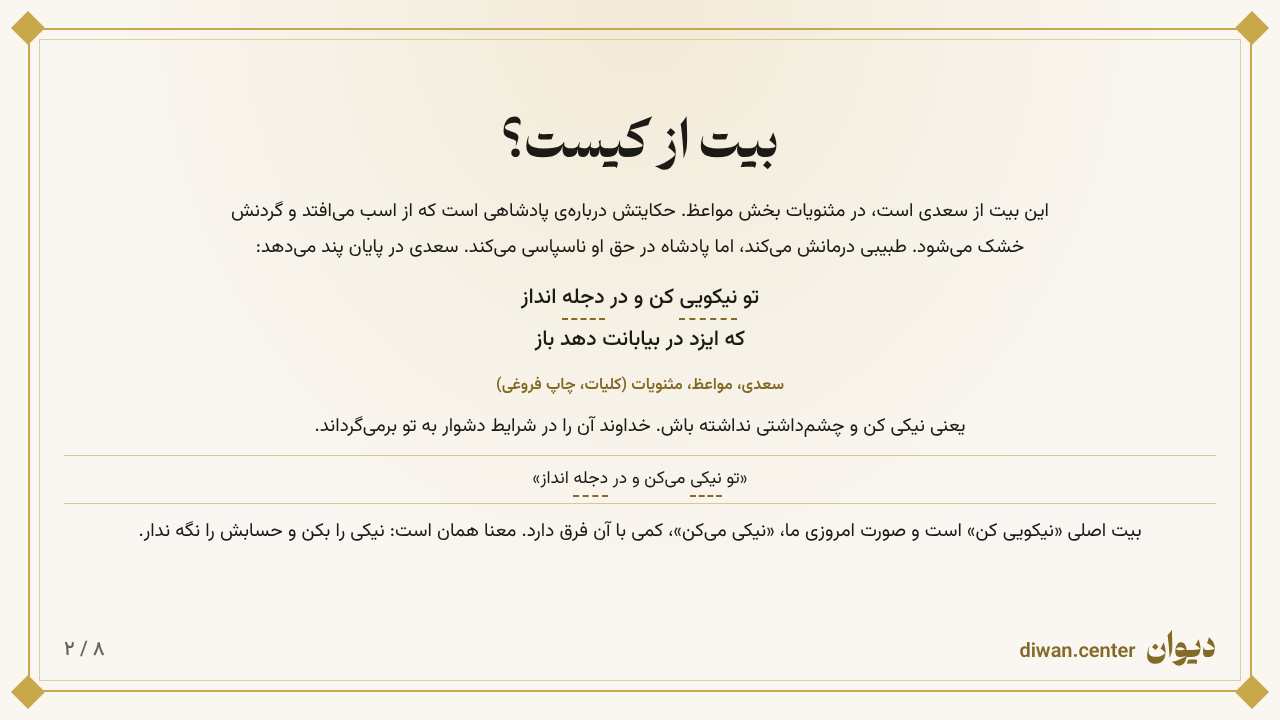 بیت از کیست؟
این بیت از سعدی است، در مثنویات بخش مواعظ. حکایتش درباره‌ی پادشاهی است که از اسب می‌افتد و گردنش
خشک می‌شود. طبیبی درمانش می‌کند، اما پادشاه در حق او ناسپاسی می‌کند. سعدی در پایان پند می‌دهد:
تو نیکویی کن و در دجله انداز
که ایزد در بیابانت دهد باز
سعدی، مواعظ، مثنویات (کلیات، چاپ فروغی)
یعنی نیکی کن و چشم‌داشتی نداشته باش. خداوند آن را در شرایط دشوار به تو برمی‌گرداند.
«تو نیکی می‌کن و در دجله انداز»
بیت اصلی «نیکویی کن» است و صورت امروزی ما، «نیکی می‌کن»، کمی با آن فرق دارد. معنا همان است: نیکی را بکن و حسابش را نگه ندار.
دیوان diwan.center
۲ / ۸